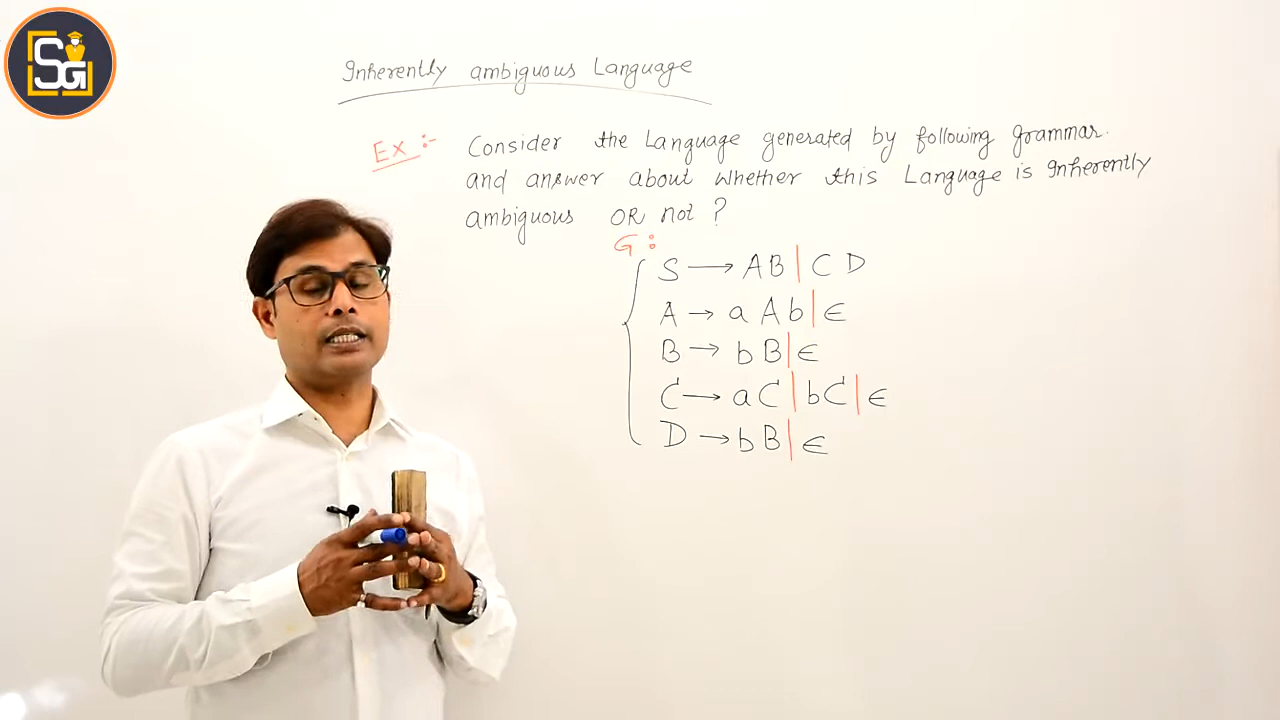 SG
Inherently ambiguous Language
Ex :- Consider the Language generated by following grammar.
and answer about whether this Language is Inherently
ambiguous OR not ?
G :
S → AB | CD
A → aAb | ∈
B → bB | ∈
C → aC | bC | ∈
D → bB | ∈